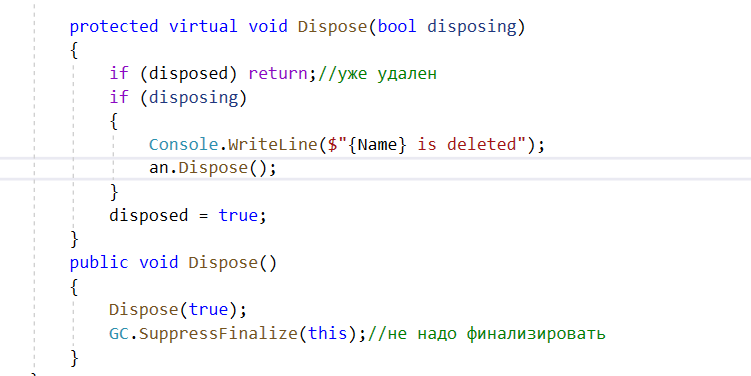 protected virtual void Dispose(bool disposing)
{
if (disposed) return;//уже удален
if (disposing)
{
Console.WriteLine($"{Name} is deleted");
an.Dispose();
}
disposed = true;
}
public void Dispose()
{
Dispose(true);
GC.SuppressFinalize(this);//не надо финализировать
}